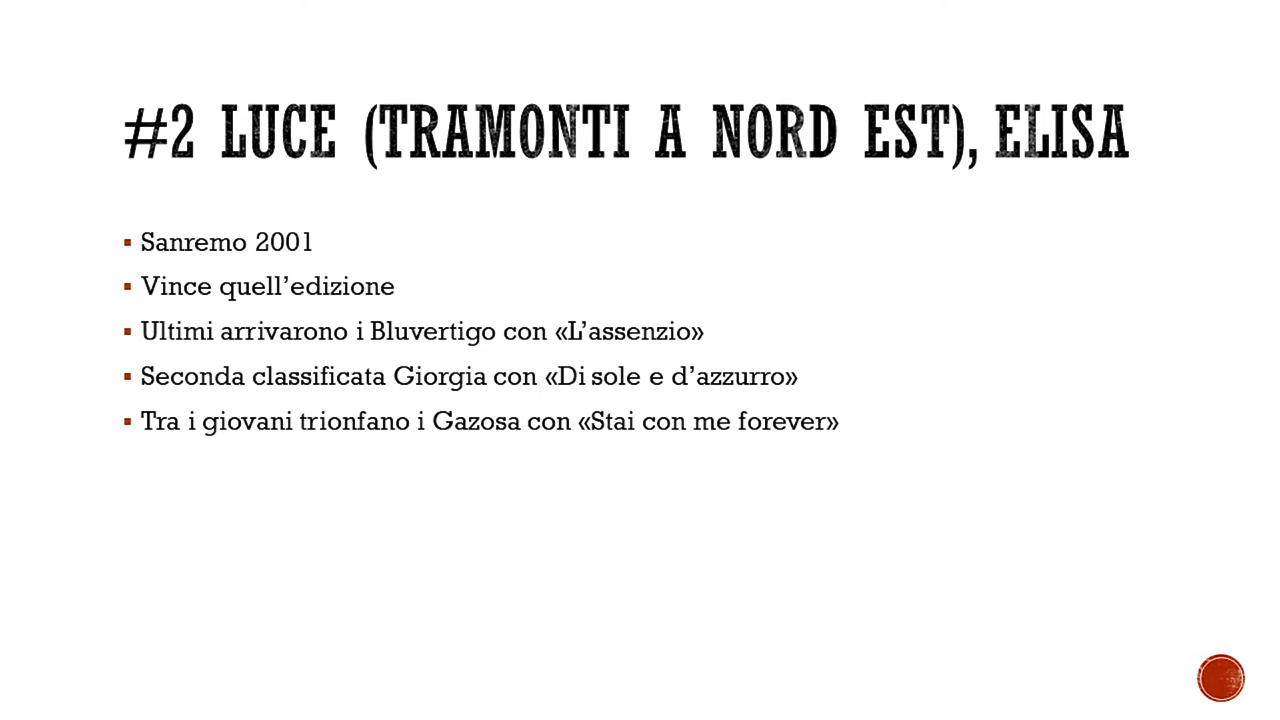 #2 LUCE (TRAMONTI A NORD EST), ELISA
▪ Sanremo 2001
▪ Vince quell’edizione
▪ Ultimi arrivarono i Bluvertigo con «L’assenzio»
▪ Seconda classificata Giorgia con «Di sole e d’azzurro»
▪ Tra i giovani trionfano i Gazosa con «Stai con me forever»